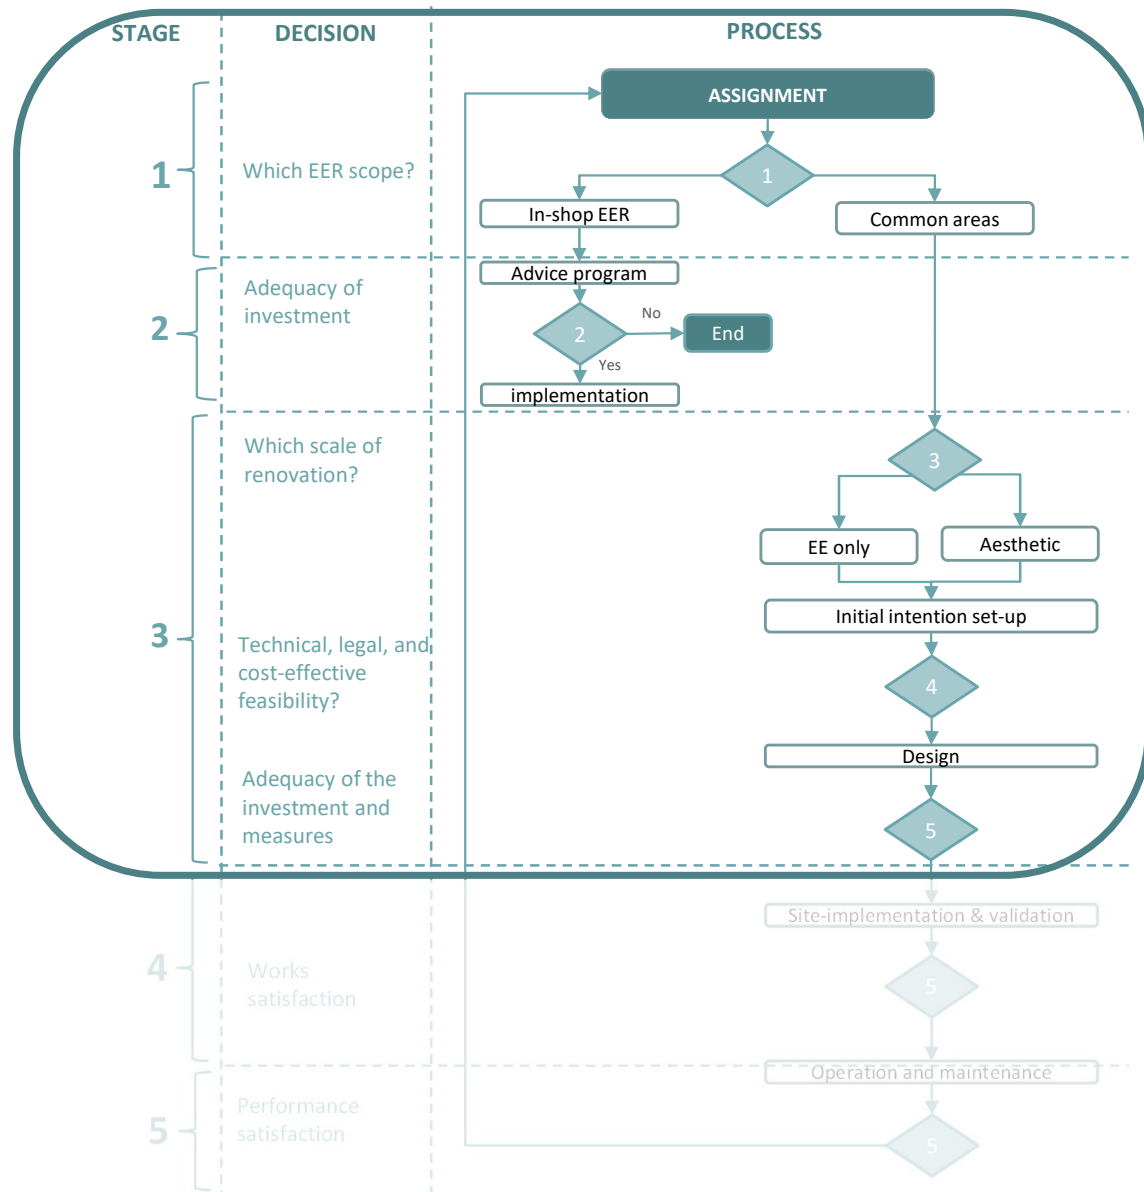 STAGE
DECISION
PROCESS
ASSIGNMENT
1
Which EER scope?
1
In-shop EER
Common areas
2
Adequacy of
investment
Advice program
2
No
End
Yes
implementation
3
Which scale of
renovation?
3
EE only
Aesthetic
Initial intention set-up
Technical, legal, and
cost-effective
feasibility?
4
Design
Adequacy of the
investment and
measures
5
4
Site-implementation & validation
Works
satisfaction
5
Operation and maintenance
5
Performance
satisfaction
5